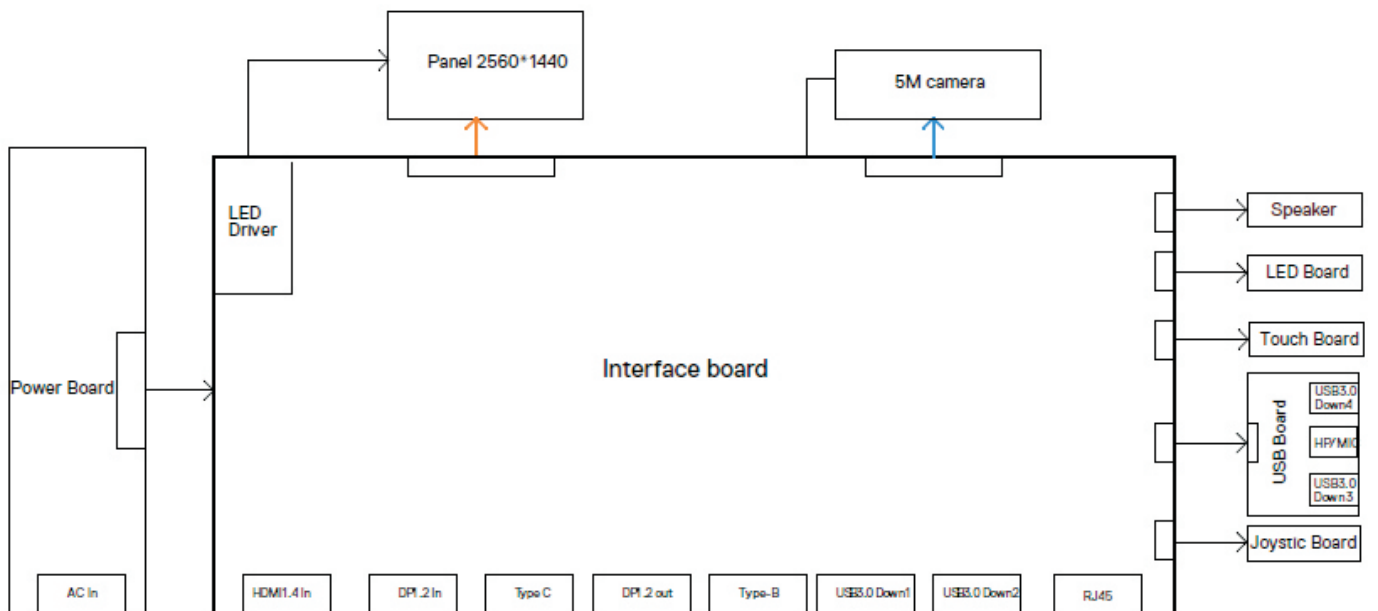 Panel 2560*1440
5M camera
LED
Driver
Speaker
LED Board
Touch Board
Interface board
Power Board
USB Board
USB3.0
Down4
HP/MIC
USB3.0
Down3
Joystic Board
AC In
HDMI1.4 In
DP1.2 In
Type C
DP1.2 out
Type-B
USB3.0 Down1
USB3.0 Down2
RJ45